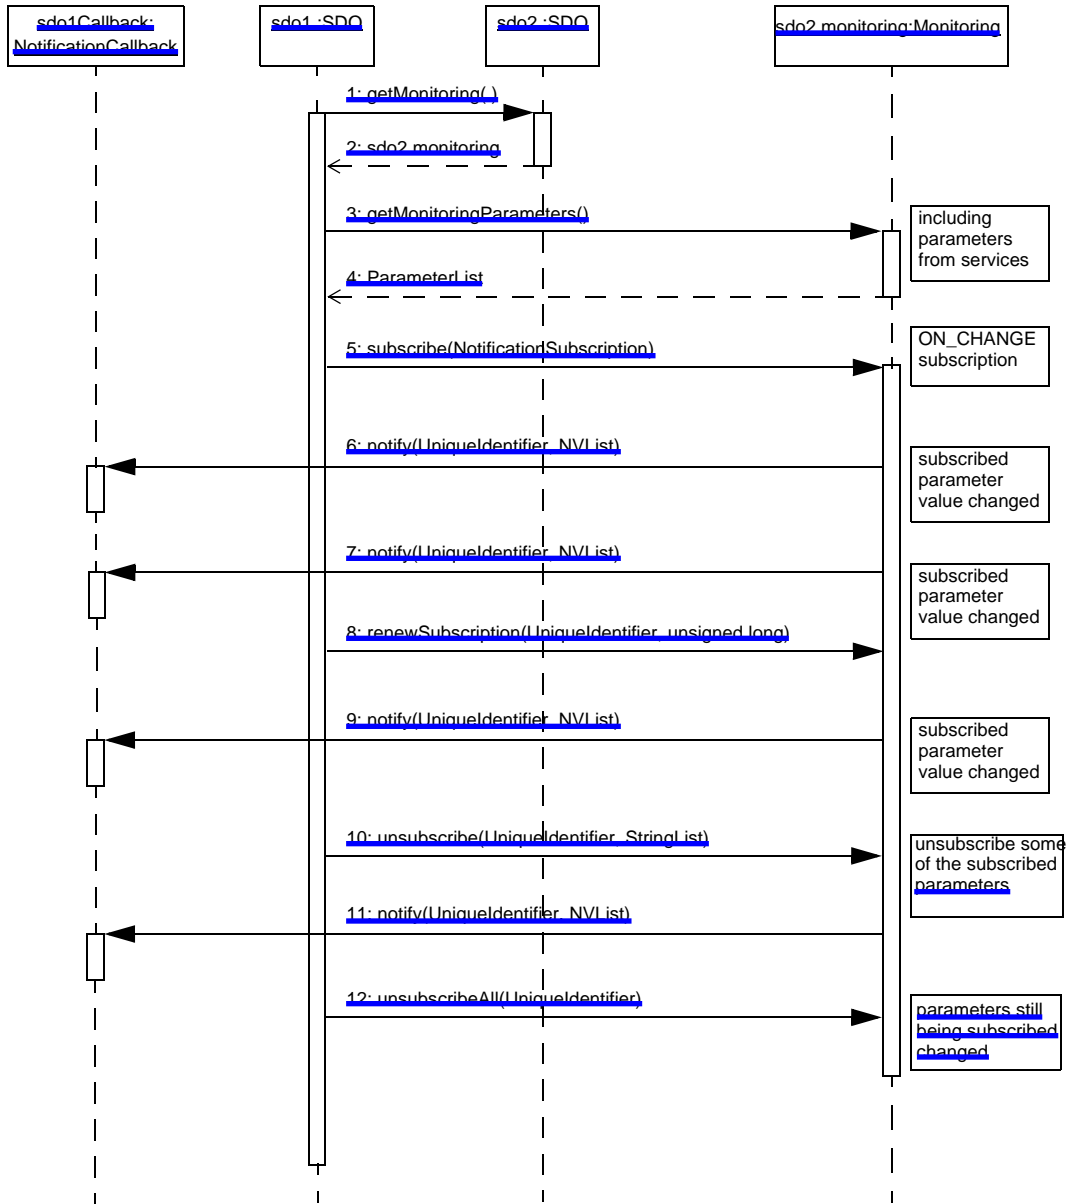 sdo1Callback:
NotificationCallback
sdo1 :SDO
sdo2 :SDO
sdo2.monitoring:Monitoring
1: getMonitoring( )
2: sdo2.monitoring
3: getMonitoringParameters()
including
parameters
from services
4: ParameterList
5: subscribe(NotificationSubscription)
ON_CHANGE
subscription
6: notify(UniqueIdentifier, NVList)
subscribed
parameter
value changed
7: notify(UniqueIdentifier, NVList)
subscribed
parameter
value changed
8: renewSubscription(UniqueIdentifier, unsigned long)
9: notify(UniqueIdentifier, NVList)
subscribed
parameter
value changed
10: unsubscribe(UniqueIdentifier, StringList)
unsubscribe some
of the subscribed
parameters
11: notify(UniqueIdentifier, NVList)
12: unsubscribeAll(UniqueIdentifier)
parameters still
being subscribed
changed